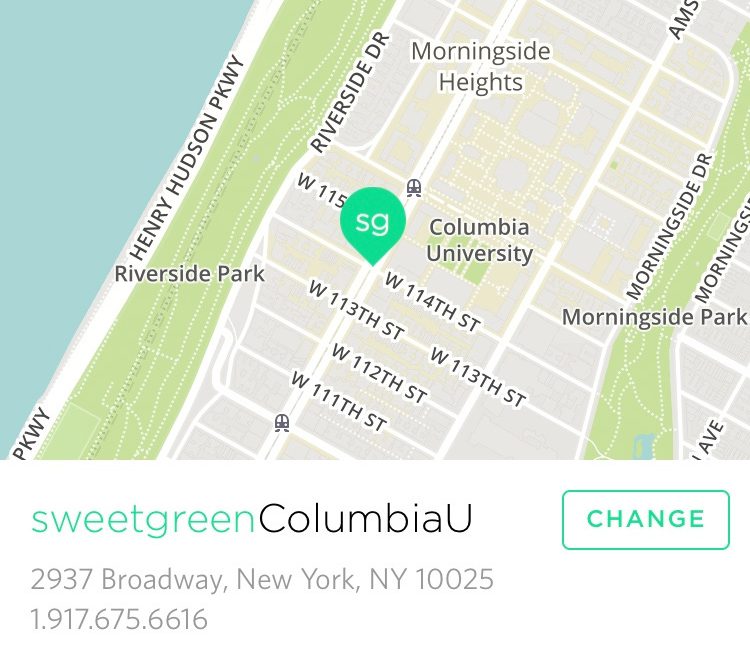 AMS
Morningside
Heights
RIVERSIDE DR
HENRY HUDSON PKWY
W 115
sg
Columbia
University
MORNINGSIDE DR
MORNINGS
Riverside Park
W 114TH ST
W 113TH ST
Morningside Park
W 113TH ST
W 112TH ST
W 111TH ST
PKWY
AVE
sweetgreenColumbiaU
CHANGE
2937 Broadway, New York, NY 10025
1.917.675.6616